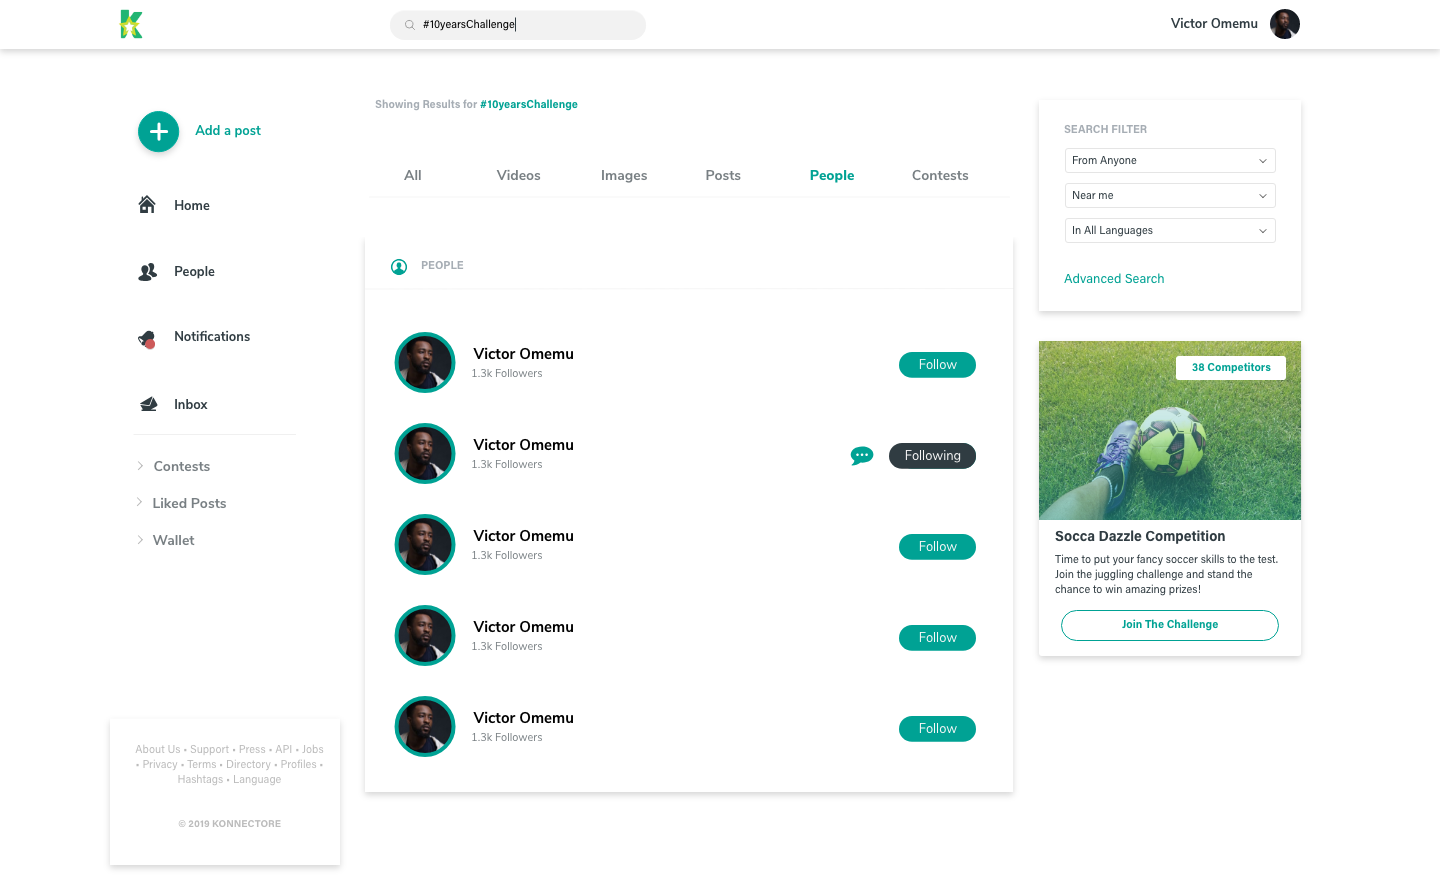 #10yearsChallenge
Victor Omemu
Add a post
Home
People
Notifications
Inbox
Contests
Liked Posts
Wallet
About Us • Support • Press • API • Jobs
• Privacy • Terms • Directory • Profiles •
Hashtags • Language
© 2019 KONNECTORE
Showing Results for #10yearsChallenge
All Videos Images Posts People Contests
PEOPLE
Victor Omemu
1.3k Followers
Follow
Victor Omemu
1.3k Followers
Following
Victor Omemu
1.3k Followers
Follow
Victor Omemu
1.3k Followers
Follow
Victor Omemu
1.3k Followers
Follow
SEARCH FILTER
From Anyone
Near me
In All Languages
Advanced Search
38 Competitors
Socca Dazzle Competition
Time to put your fancy soccer skills to the test.
Join the juggling challenge and stand the
chance to win amazing prizes!
Join The Challenge